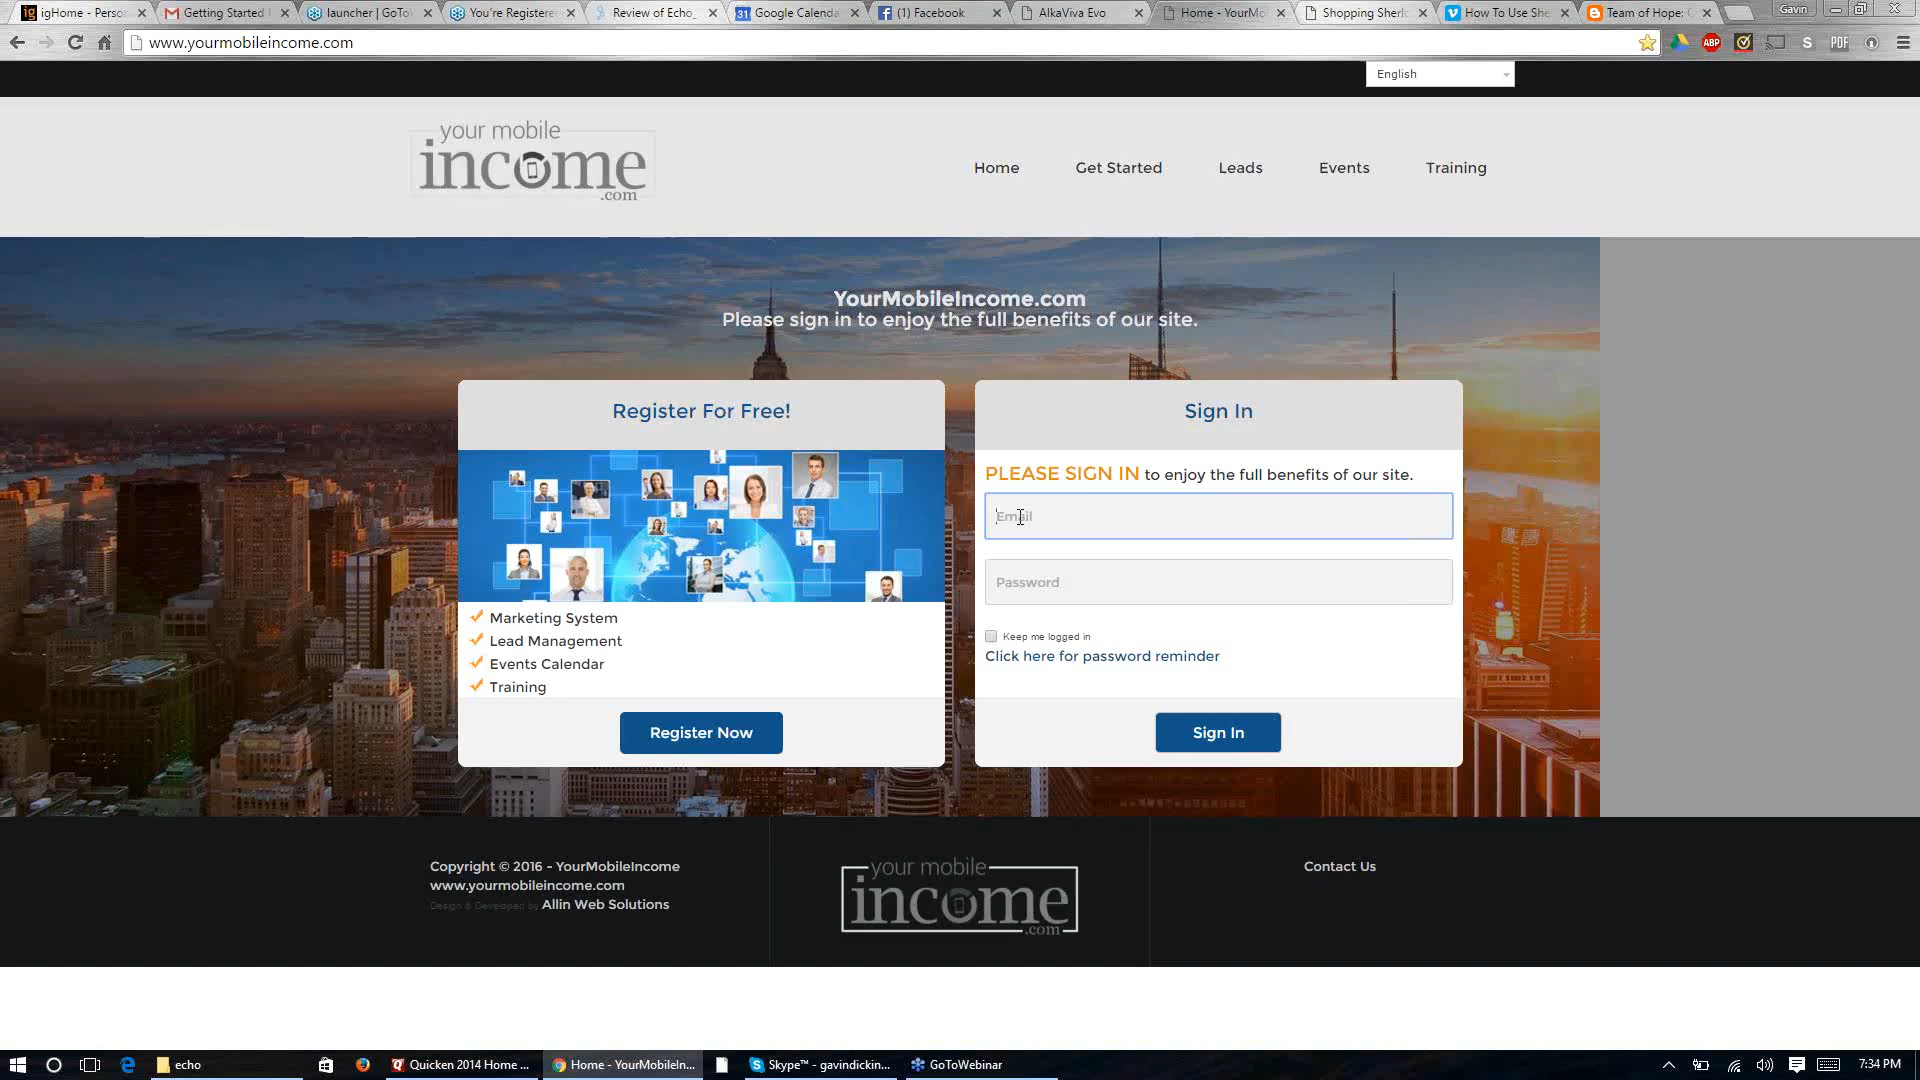 igHome - Perso
Getting Started
launcher | GoTo
You're Registere
Review of Echo_
Google Calenda
(1) Facebook
AlkaViva Evo
Home - YourMo
Shopping Sherl
How To Use She
Team of Hope:
Gavin
www.yourmobileincome.com
ABP
S
PDF
English
your mobile
income
.com
Home
Get Started
Leads
Events
Training
YourMobileIncome.com
Please sign in to enjoy the full benefits of our site.
Register For Free!
Marketing System
Lead Management
Events Calendar
Training
Register Now
Sign In
PLEASE SIGN IN to enjoy the full benefits of our site.
Email
Password
Keep me logged in
Click here for password reminder
Sign In
Copyright © 2016 - YourMobileIncome
www.yourmobileincome.com
Design & Developed by Allin Web Solutions
your mobile
income
.com
Contact Us
echo
Quicken 2014 Home ...
Home - YourMobileIn...
Skype™ - gavindickin...
GoToWebinar
7:34 PM